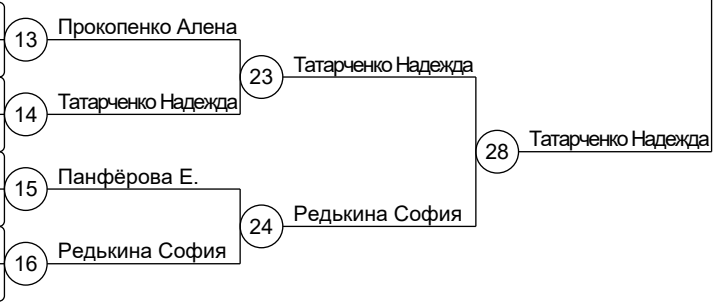 13 Прокопенко Алена
23 Татарченко Надежда
14 Татарченко Надежда
28 Татарченко Надежда
15 Панфёрова Е.
24 Редькина София
16 Редькина София